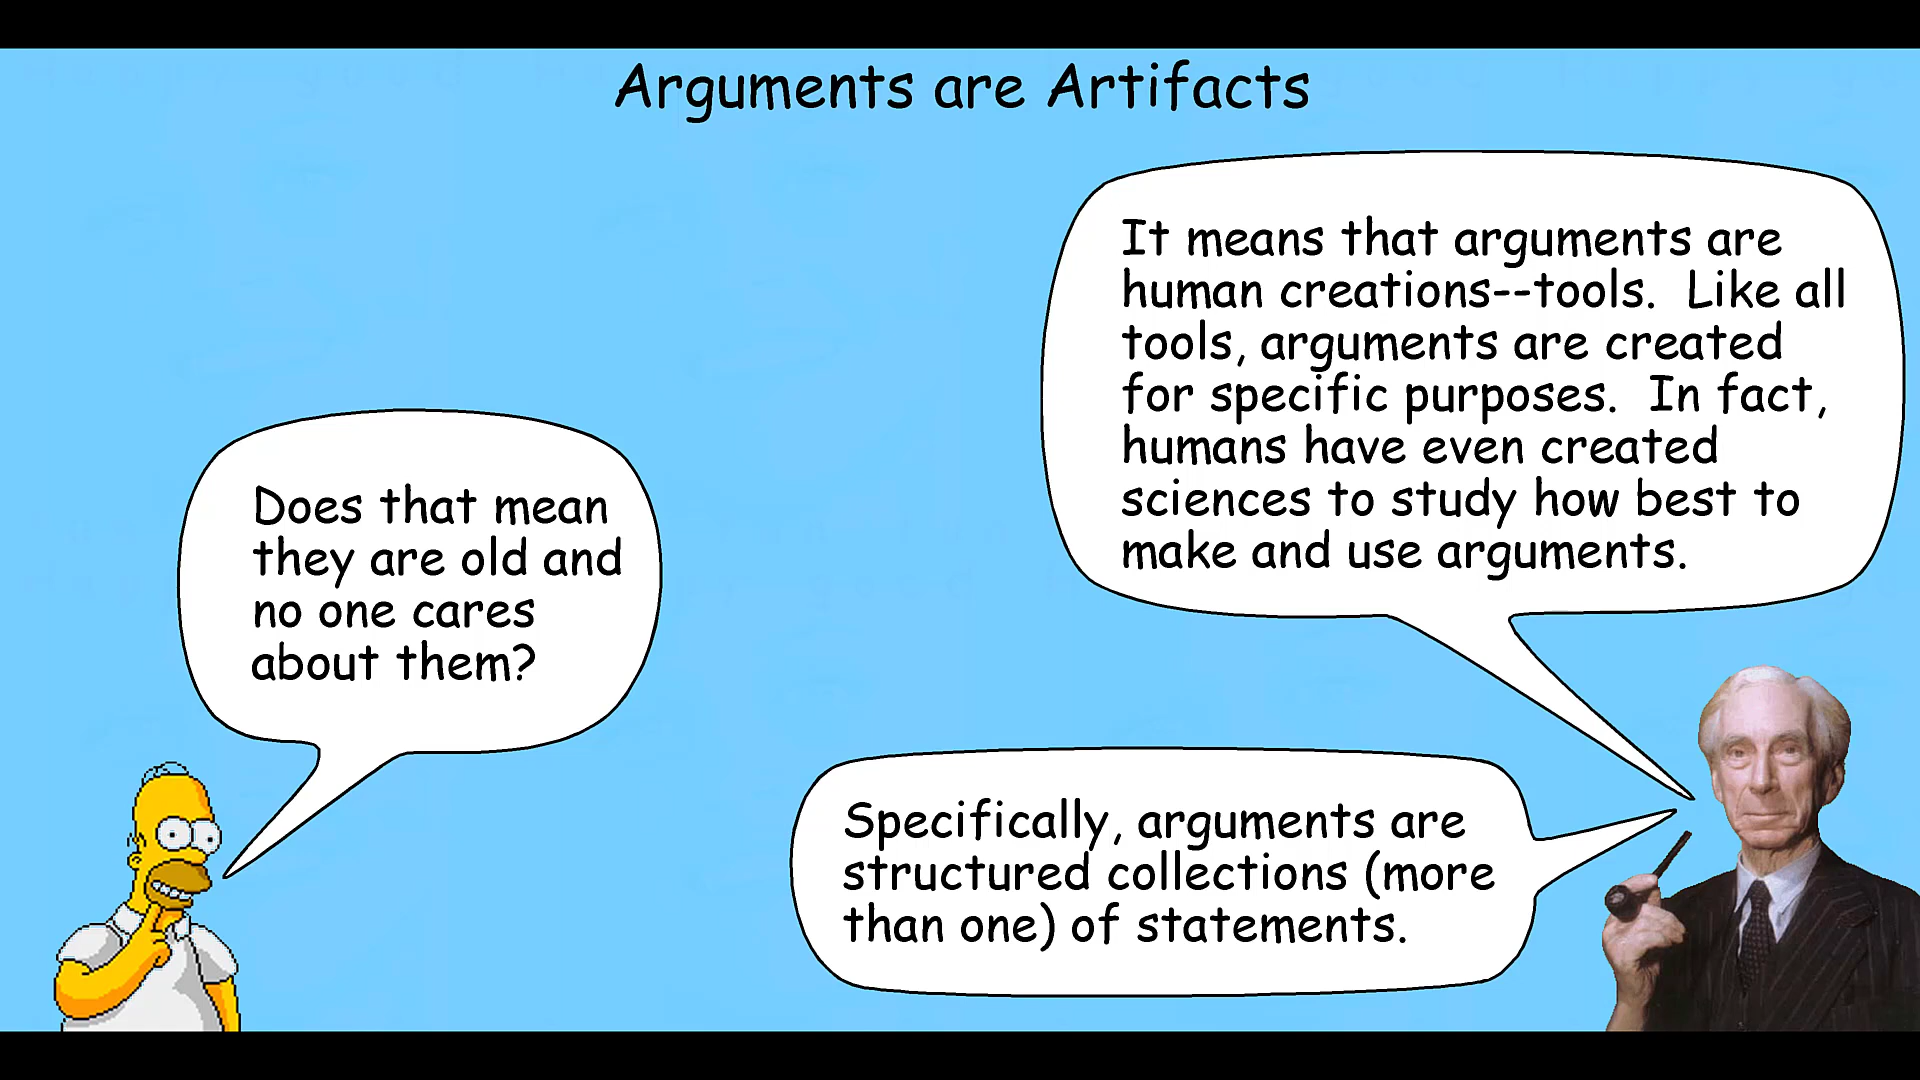 Arguments are Artifacts
Does that mean
they are old and
no one cares
about them?
It means that arguments are
human creations--tools.  Like all
tools, arguments are created
for specific purposes.  In fact,
humans have even created
sciences to study how best to
make and use arguments.
Specifically, arguments are
structured collections (more
than one) of statements.